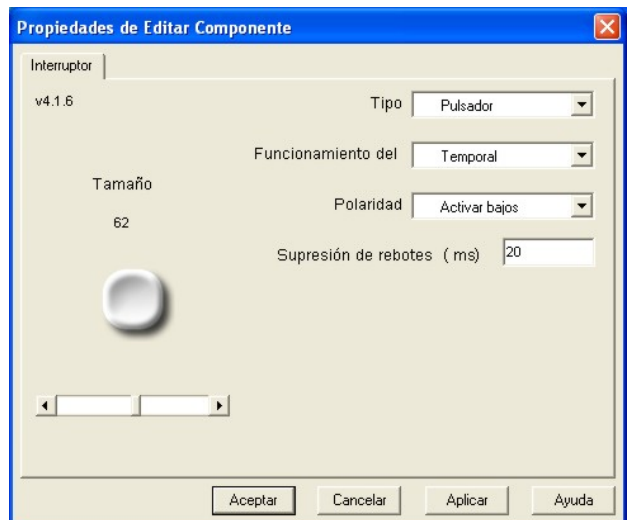 Propiedades de Editar Componente
Interruptor
v4.1.6
Tipo Pulsador
Funcionamiento del Temporal
Tamaño
Polaridad Activar bajos
62
Supresión de rebotes ( ms) 20
Aceptar Cancelar Aplicar Ayuda